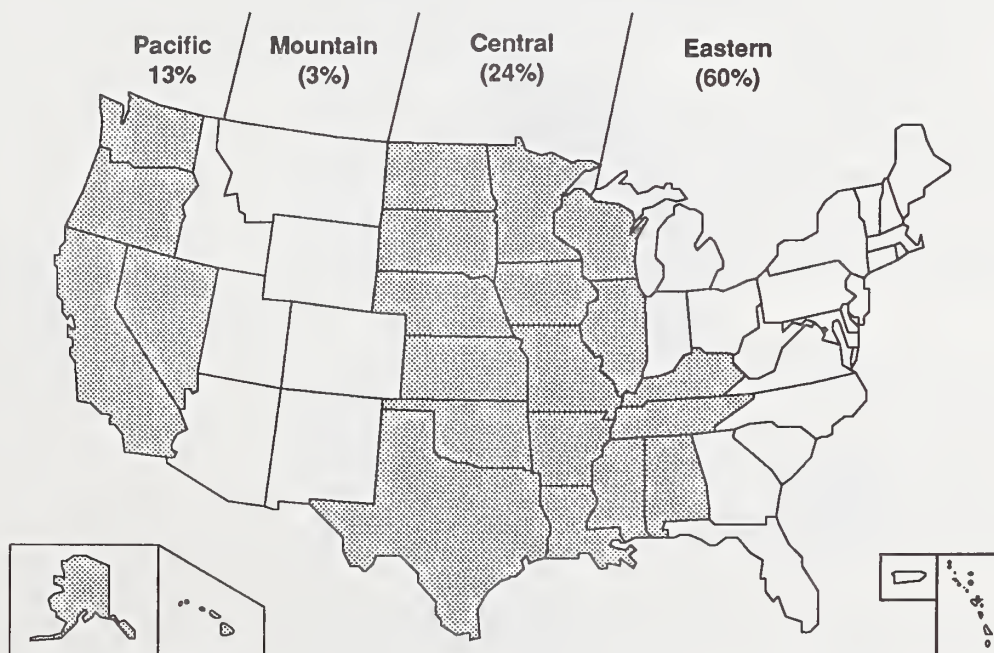 Pacific
13%
Mountain
(3%)
Central
(24%)
Eastern
(60%)